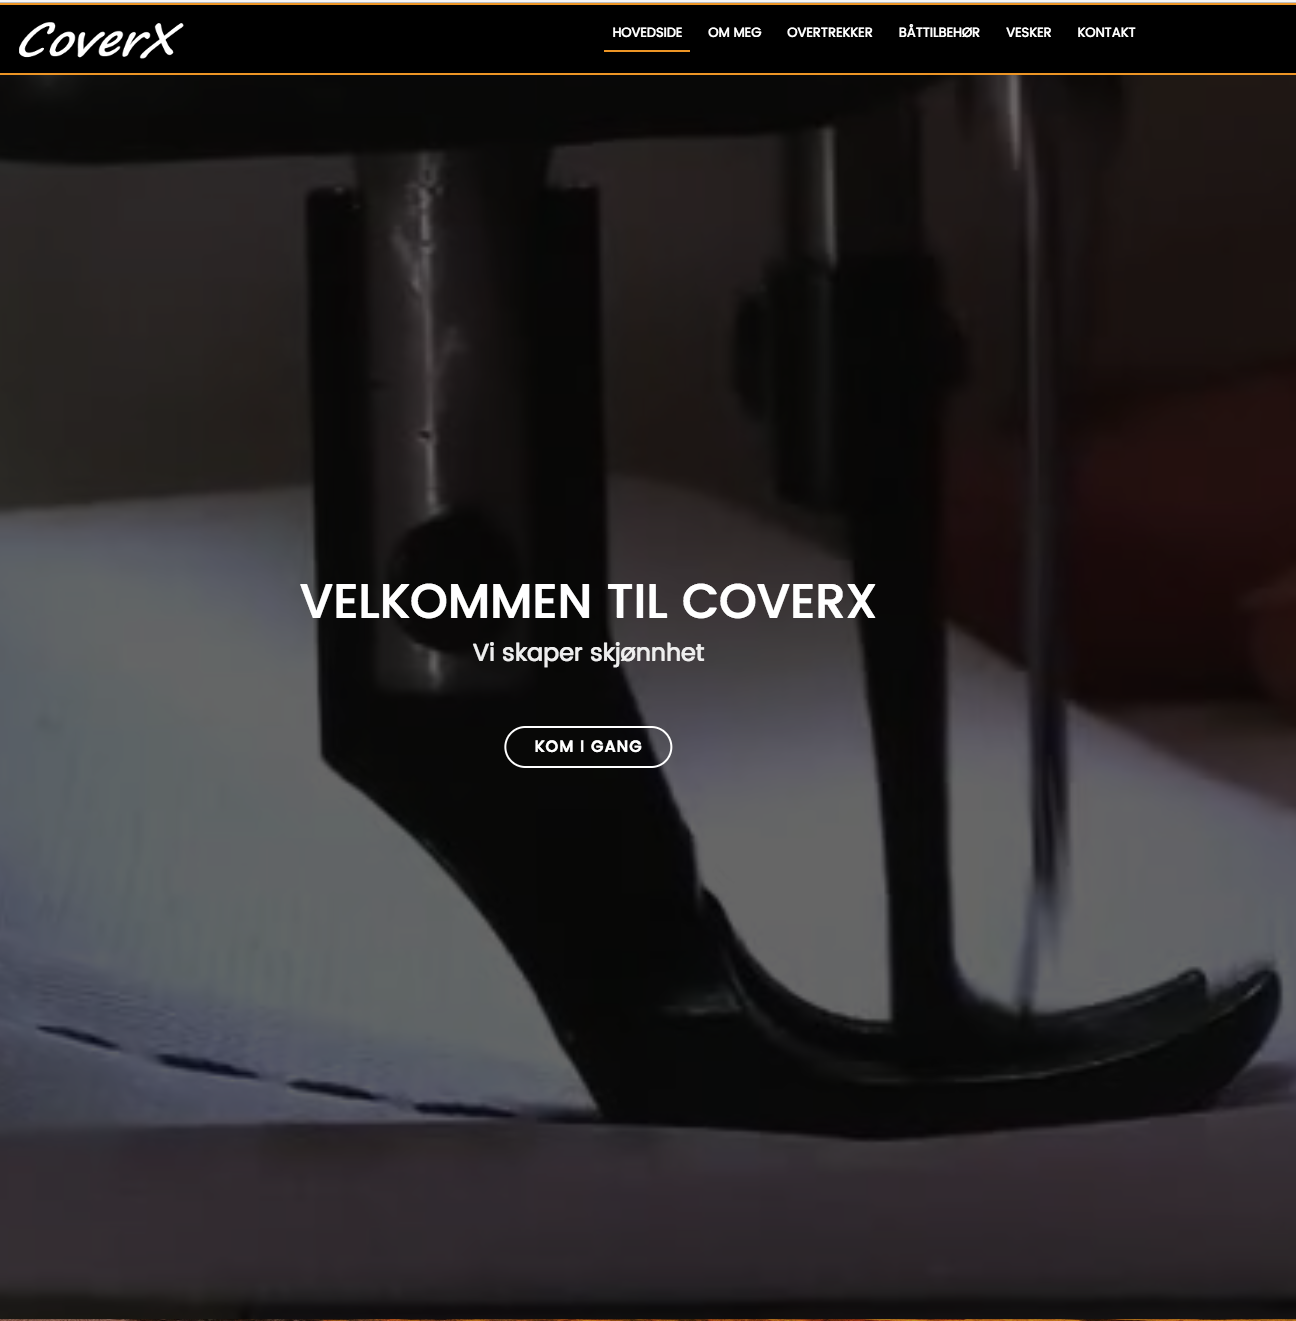 CoverX
HOVEDSIDE OM MEG OVERTREKKER BÅTTILBEHØR VESKER KONTAKT
VELKOMMEN TIL COVERX
Vi skaper skjønnhet
KOM I GANG